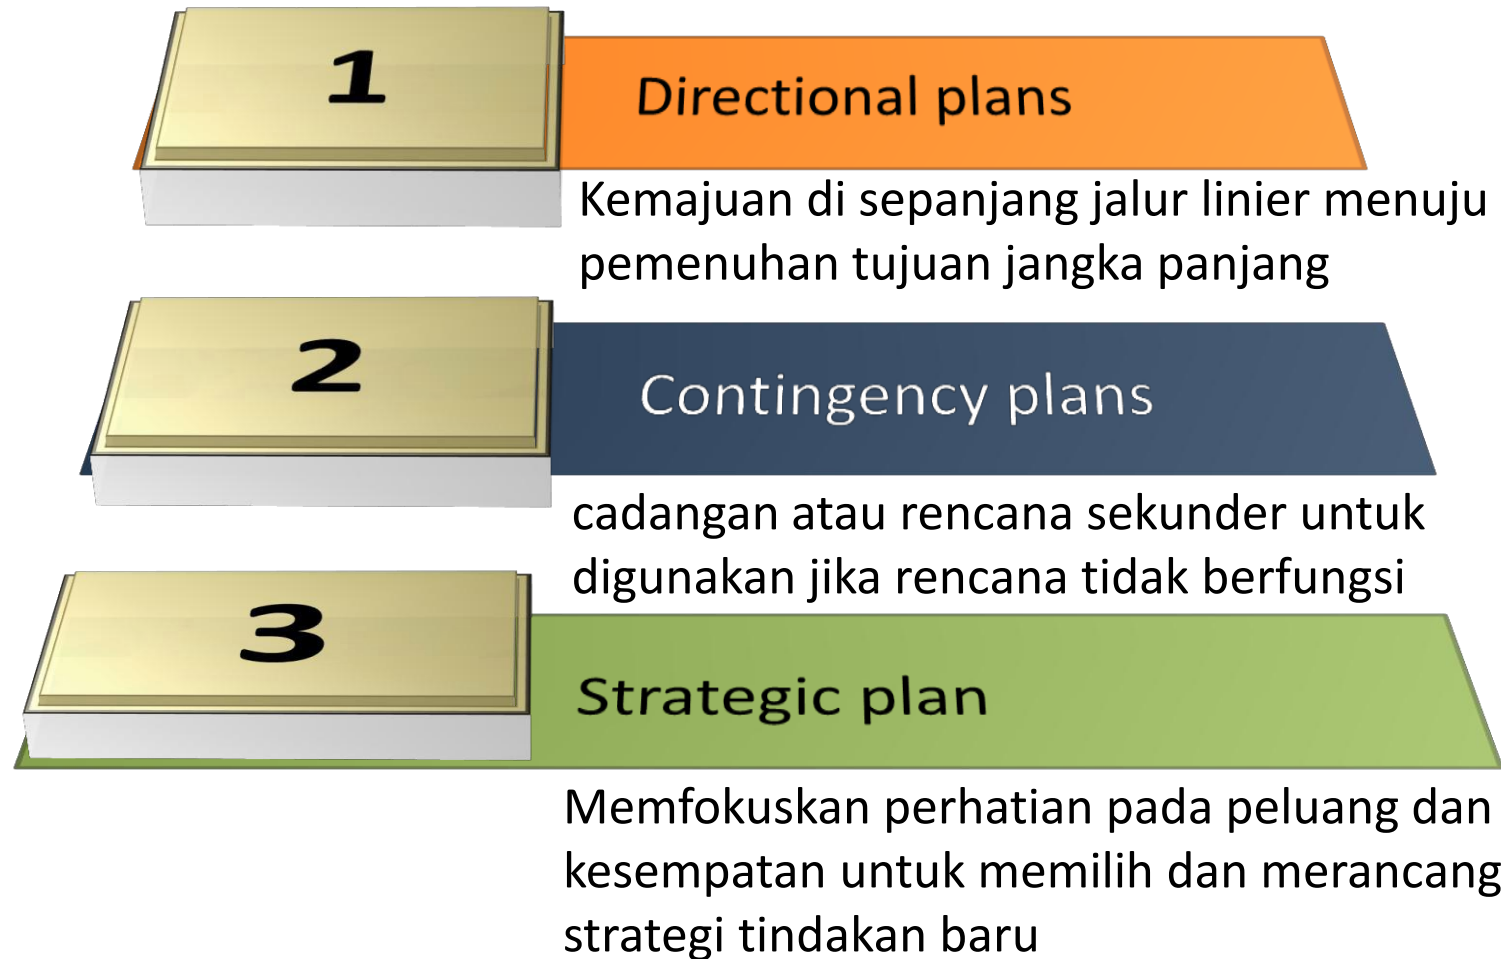 1
Directional plans
Kemajuan di sepanjang jalur linier menuju
pemenuhan tujuan jangka panjang
2
Contingency plans
cadangan atau rencana sekunder untuk
digunakan jika rencana tidak berfungsi
3
Strategic plan
Memfokuskan perhatian pada peluang dan
kesempatan untuk memilih dan merancang
strategi tindakan baru